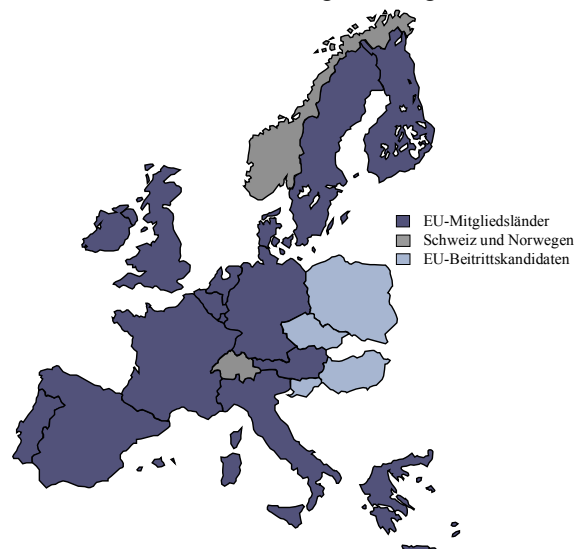 EU-Mitgliedsländer
Schweiz und Norwegen
EU-Beitrittskandidaten